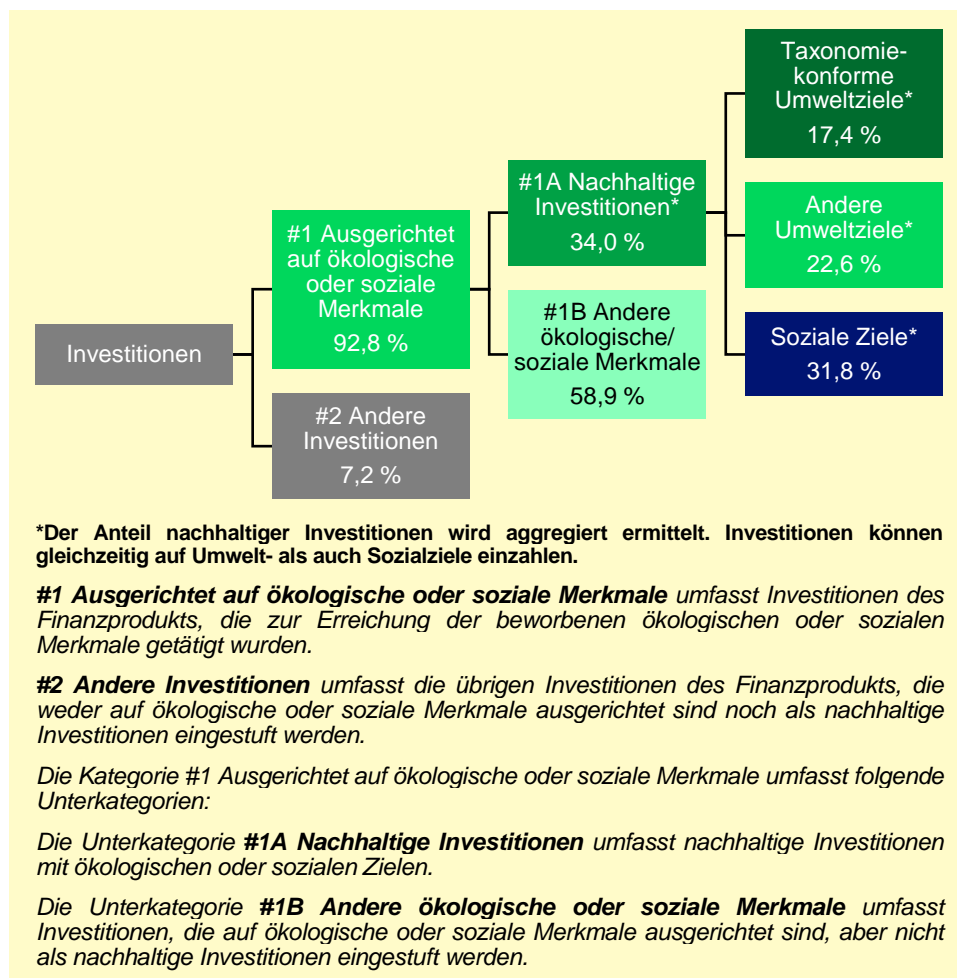 Investitionen
#1 Ausgerichtet
auf ökologische
oder soziale
Merkmale
92,8 %
#2 Andere
Investitionen
7,2 %
#1A Nachhaltige
Investitionen*
34,0 %
#1B Andere
ökologische/
soziale Merkmale
58,9 %
Taxonomie-
konforme
Umweltziele*
17,4 %
Andere
Umweltziele*
22,6 %
Soziale Ziele*
31,8 %
*Der Anteil nachhaltiger Investitionen wird aggregiert ermittelt. Investitionen können
gleichzeitig auf Umwelt- als auch Sozialziele einzahlen.
#1 Ausgerichtet auf ökologische oder soziale Merkmale umfasst Investitionen des
Finanzprodukts, die zur Erreichung der beworbenen ökologischen oder sozialen
Merkmale getätigt wurden.
#2 Andere Investitionen umfasst die übrigen Investitionen des Finanzprodukts, die
weder auf ökologische oder soziale Merkmale ausgerichtet sind noch als nachhaltige
Investitionen eingestuft werden.
Die Kategorie #1 Ausgerichtet auf ökologische oder soziale Merkmale umfasst folgende
Unterkategorien:
Die Unterkategorie #1A Nachhaltige Investitionen umfasst nachhaltige Investitionen
mit ökologischen oder sozialen Zielen.
Die Unterkategorie #1B Andere ökologische oder soziale Merkmale umfasst
Investitionen, die auf ökologische oder soziale Merkmale ausgerichtet sind, aber nicht
als nachhaltige Investitionen eingestuft werden.